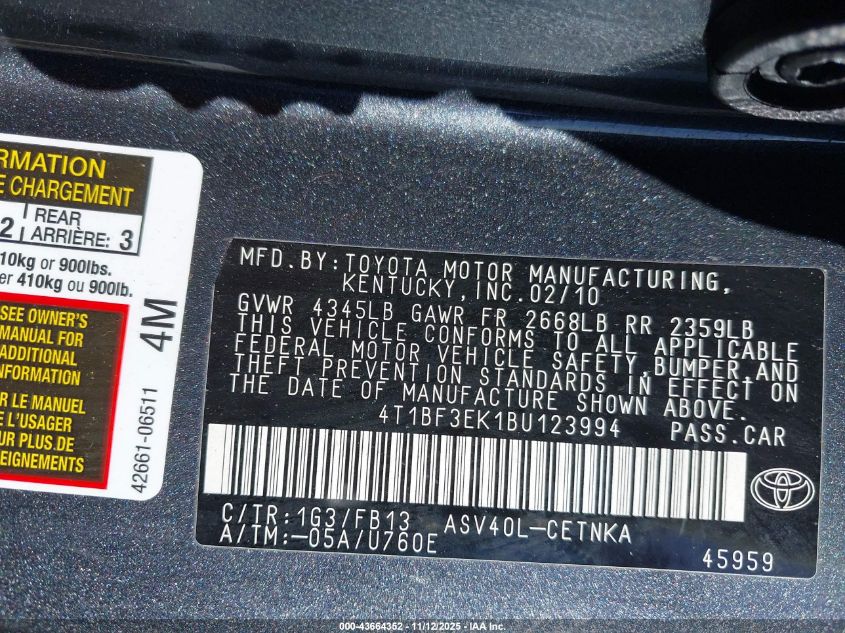 RMATION
E CHARGEMENT
2 REAR
ARRIÈRE: 3
10kg or 900lbs.
er 410kg ou 900lb.
SEE OWNER'S
MANUAL FOR
ADDITIONAL
NFORMATION
R LE MANUEL
E L'USAGER
UR PLUS.DE
EIGNEMENTS
4M
42661-06511
MFD.BY:TOYOTA MOTOR MANUFACTURING,
KENTUCKY,INC.02/10
GVWR 4345LB GAWR FR 2668LB RR 2359LB
THIS VEHICLE CONFORMS TO ALL APPLICABLE
FEDERAL MOTOR VEHICLE SAFETY,BUMPER AND
THEFT PREVENTION STANDARDS IN EFFECT ON
THE DATE OF MANUFACTURE SHOWN ABOVE.
4T1BF3EK1BU123994 PASS.CAR
C/TR:1G3/FB13 ASV40L-CETNKA
A/TM:-05A/U760E
45959
000-43664352 - 11/12/2025 - IAA Inc.